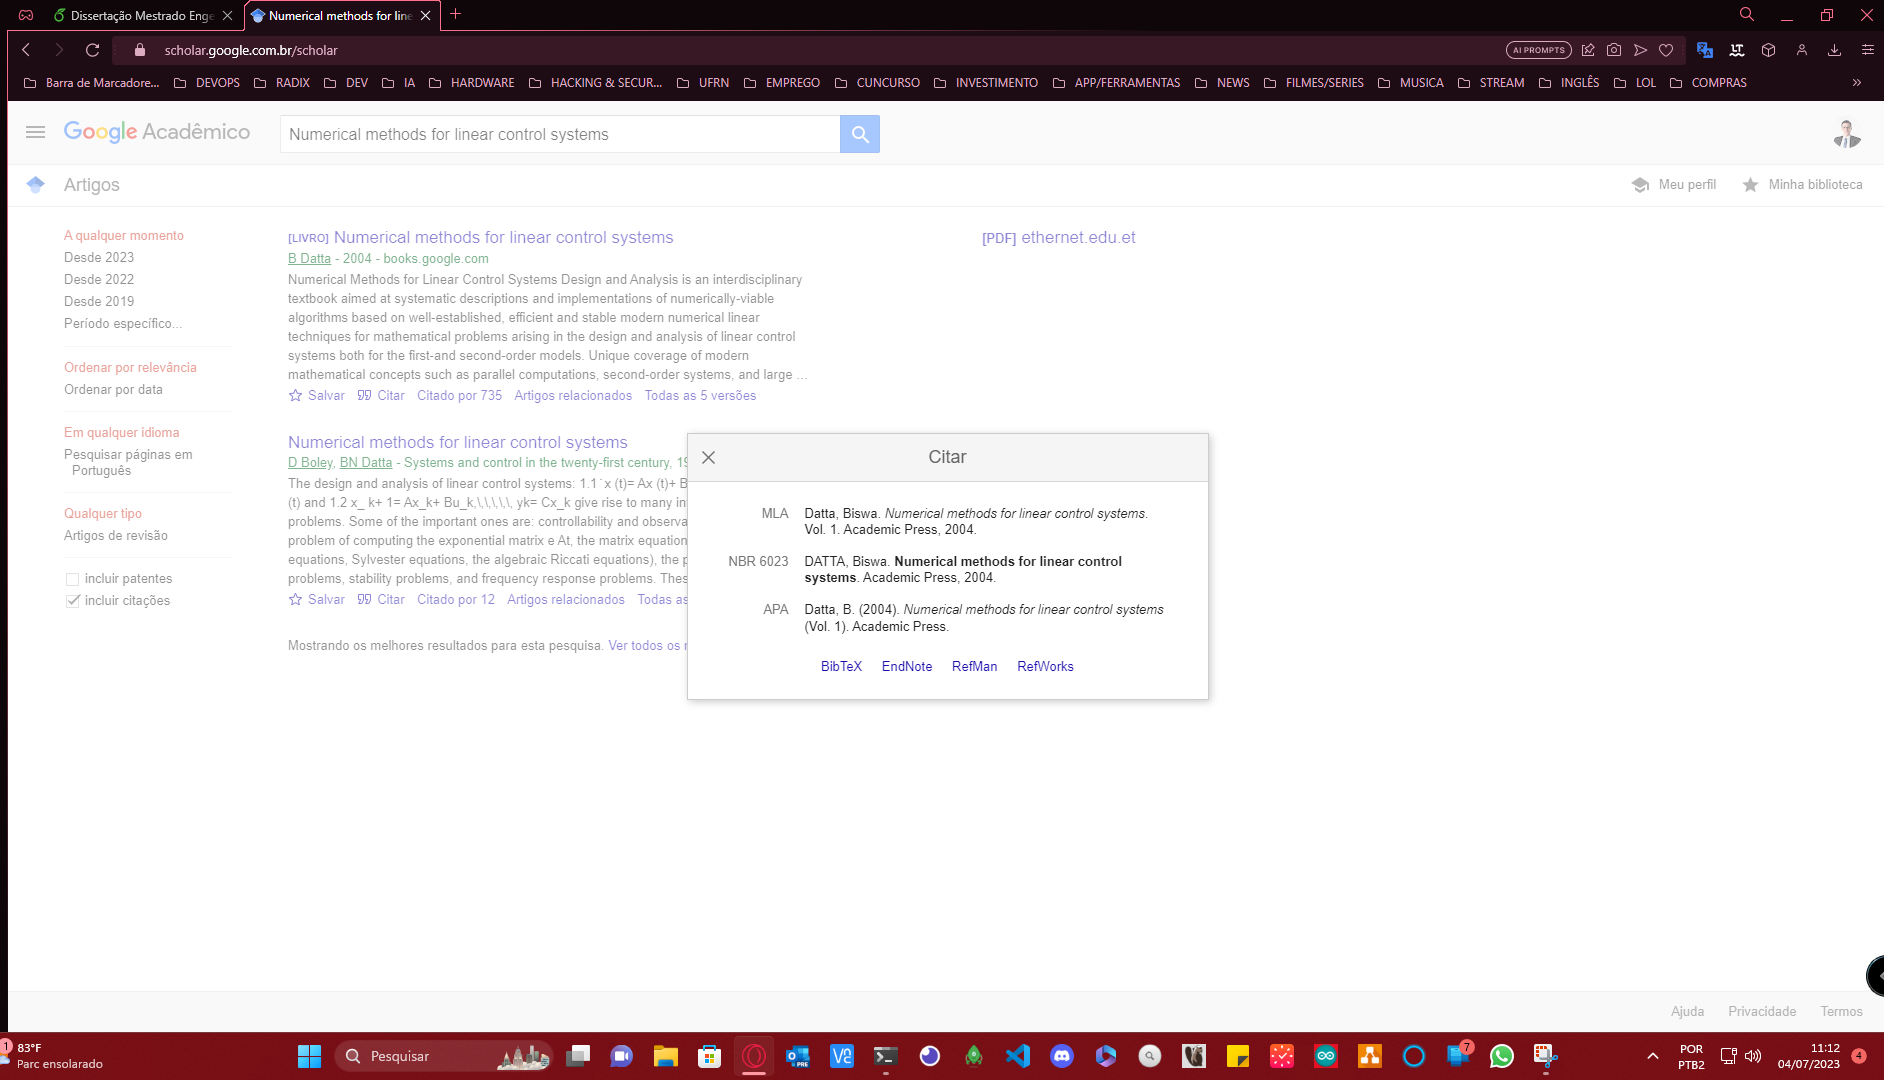 Dissertação Mestrado Enge
Numerical methods for line
scholar.google.com.br/scholar
AI PROMPTS
Barra de Marcadore...
DEVOPS
RADIX
DEV
IA
HARDWARE
HACKING & SECUR...
UFRN
EMPREGO
CUNCURSO
INVESTIMENTO
APP/FERRAMENTAS
NEWS
FILMES/SERIES
MUSICA
STREAM
INGLÊS
LOL
COMPRAS
Google Acadêmico
Numerical methods for linear control systems
Artigos
Meu perfil
Minha biblioteca
A qualquer momento
Desde 2023
Desde 2022
Desde 2019
Período específico...
Ordenar por relevância
Ordenar por data
Em qualquer idioma
Pesquisar páginas em
Português
Qualquer tipo
Artigos de revisão
incluir patentes
incluir citações
[LIVRO] Numerical methods for linear control systems
B Datta - 2004 - books.google.com
Numerical Methods for Linear Control Systems Design and Analysis is an interdisciplinary
textbook aimed at systematic descriptions and implementations of numerically-viable
algorithms based on well-established, efficient and stable modern numerical linear
techniques for mathematical problems arising in the design and analysis of linear control
systems both for the first-and second-order models. Unique coverage of modern
mathematical concepts such as parallel computations, second-order systems, and large …
Salvar Citar Citado por 735 Artigos relacionados Todas as 5 versões
[PDF] ethernet.edu.et
Numerical methods for linear control systems
D Boley, BN Datta - Systems and control in the twenty-first century, 19
The design and analysis of linear control systems: 1.1˙x (t)= Ax (t)+ B
(t) and 1.2 x_ k+ 1= Ax_k+ Bu_k,\,\,\,\,\, yk= Cx_k give rise to many in
problems. Some of the important ones are: controllability and observa
problem of computing the exponential matrix e At, the matrix equation
equations, Sylvester equations, the algebraic Riccati equations), the p
problems, stability problems, and frequency response problems. Thes
Salvar Citar Citado por 12 Artigos relacionados Todas as
Mostrando os melhores resultados para esta pesquisa. Ver todos os r
Citar
MLA Datta, Biswa. Numerical methods for linear control systems.
Vol. 1. Academic Press, 2004.
NBR 6023 DATTA, Biswa. Numerical methods for linear control
systems. Academic Press, 2004.
APA Datta, B. (2004). Numerical methods for linear control systems
(Vol. 1). Academic Press.
BibTeX EndNote RefMan RefWorks
Ajuda Privacidade Termos
1
83°F
Parc ensolarado
Pesquisar
PRE
7
POR
PTB2
11:12
04/07/2023
4